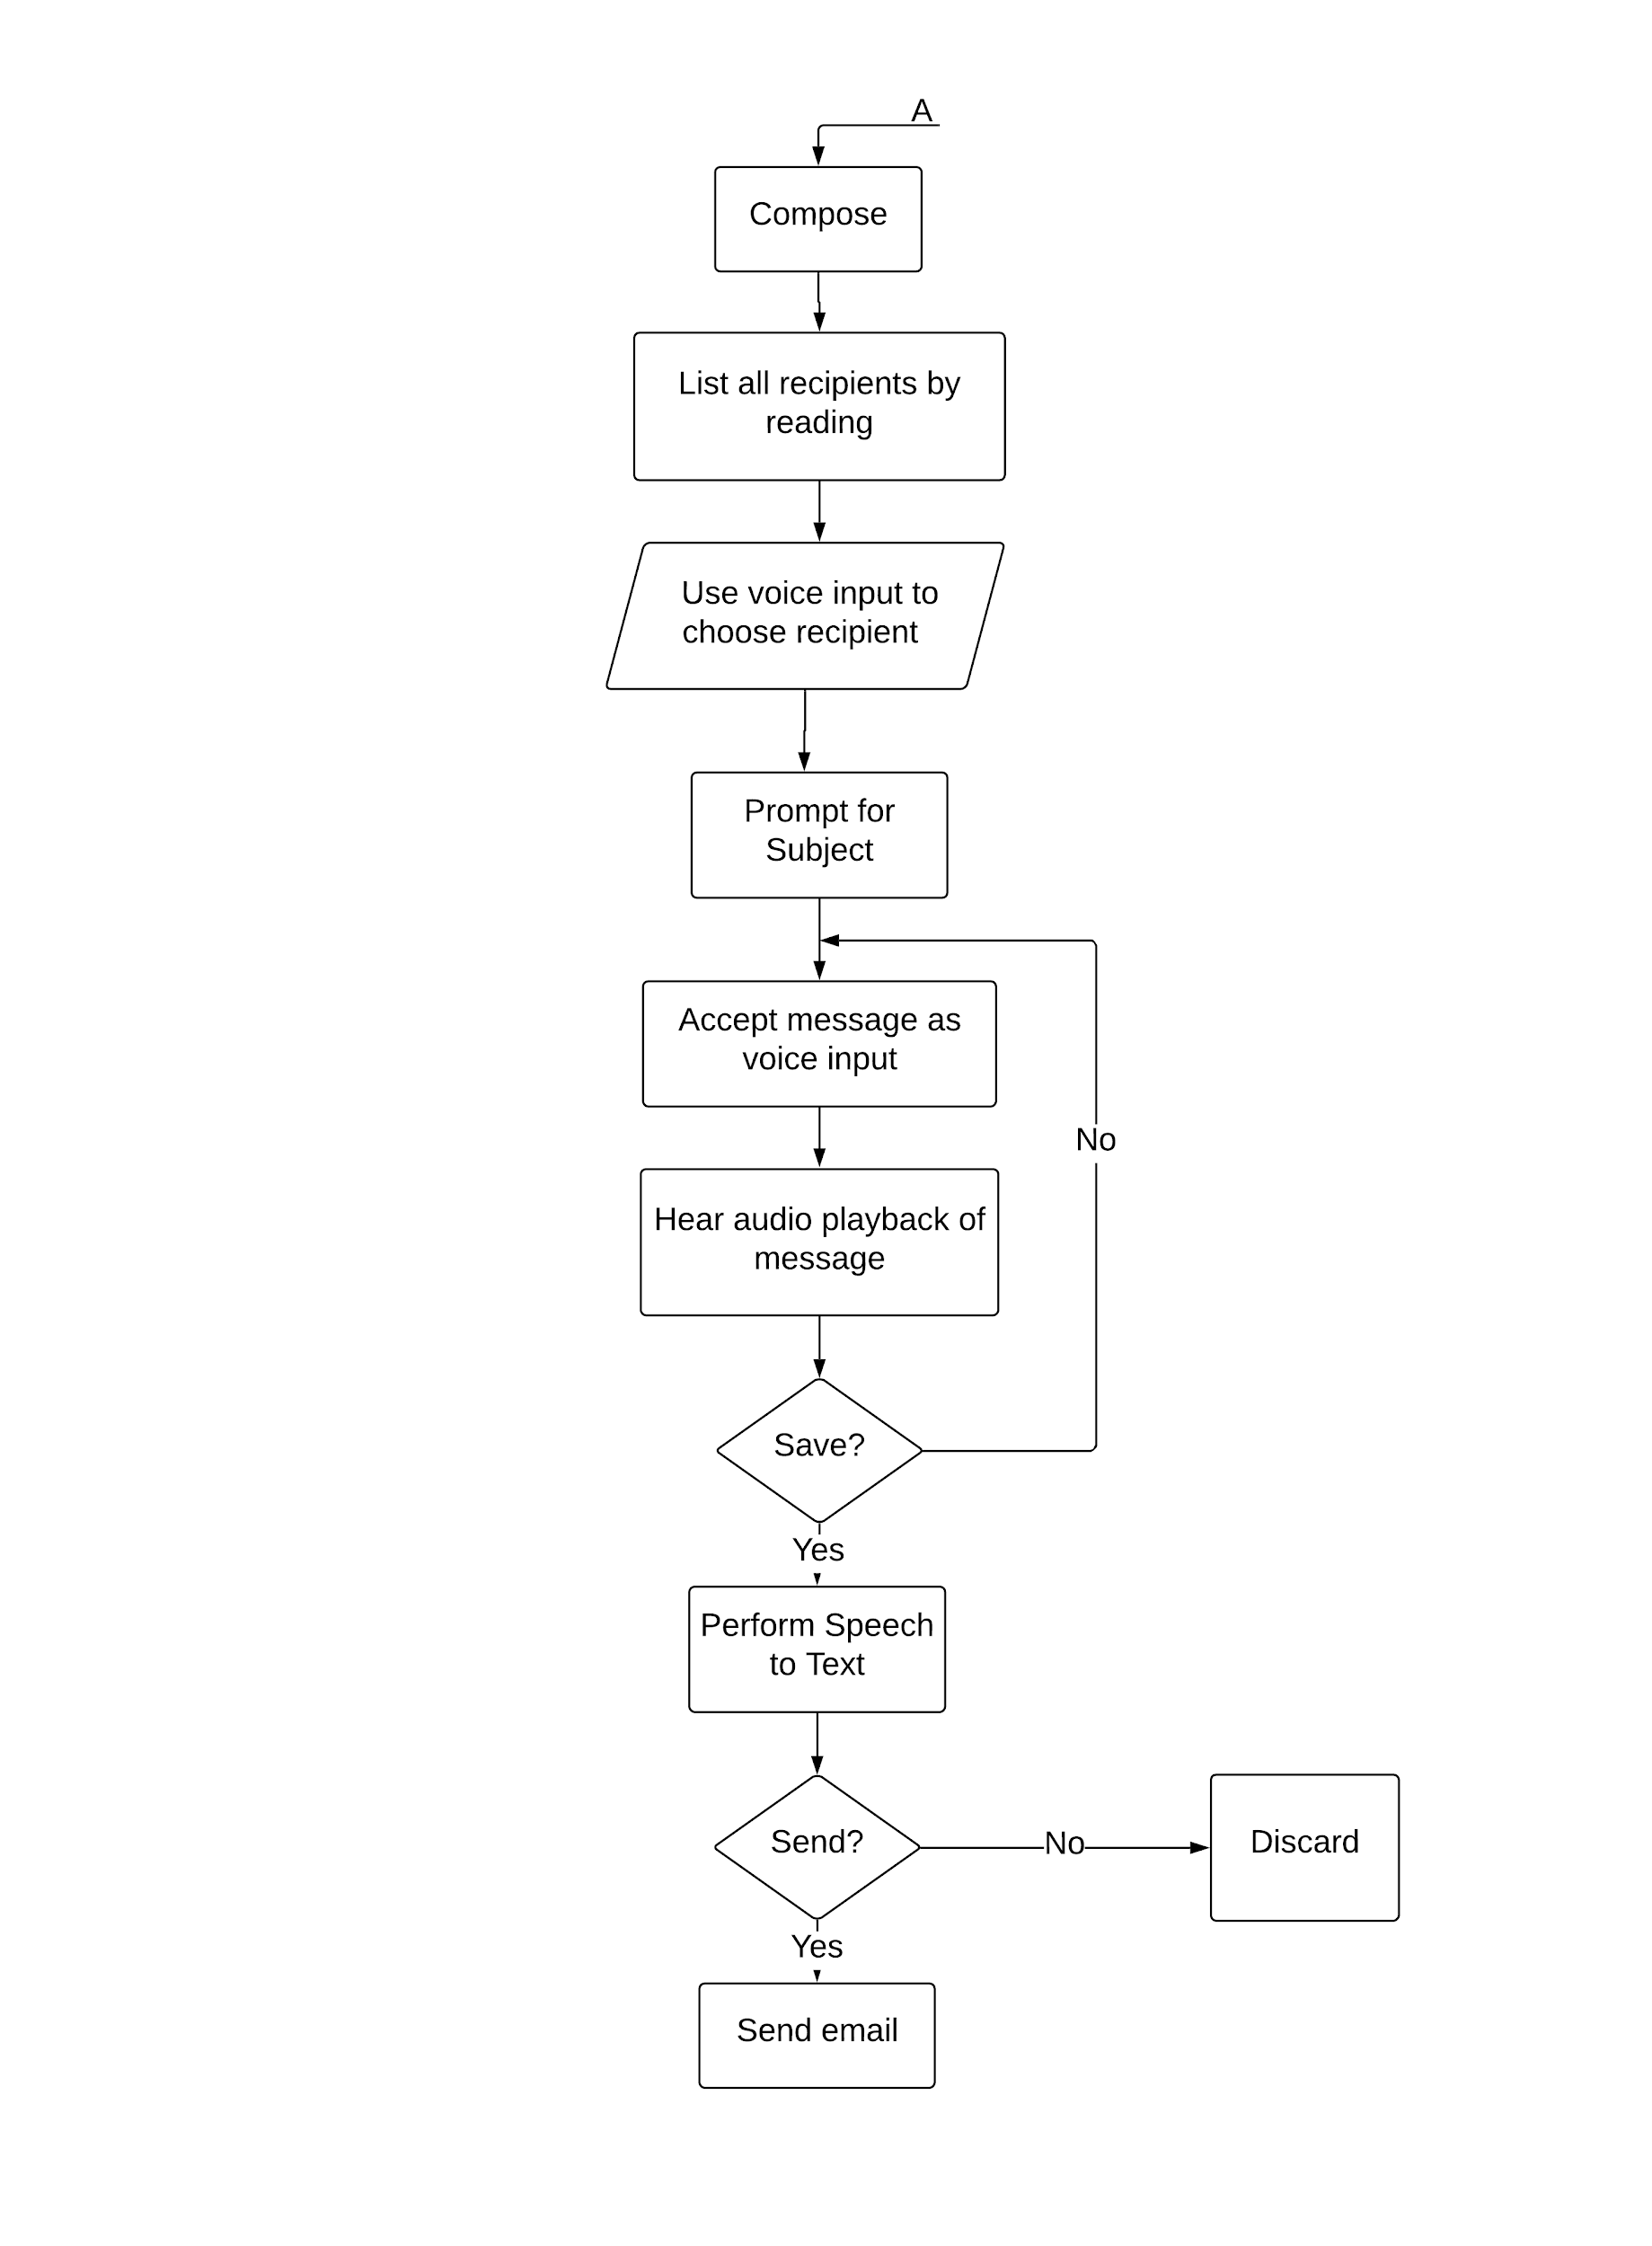 A
Compose
List all recipients by
reading
Use voice input to
choose recipient
Prompt for
Subject
Accept message as
voice input
No
Hear audio playback of
message
Save?
Yes
Perform Speech
to Text
Send?
No
Discard
Yes
Send email